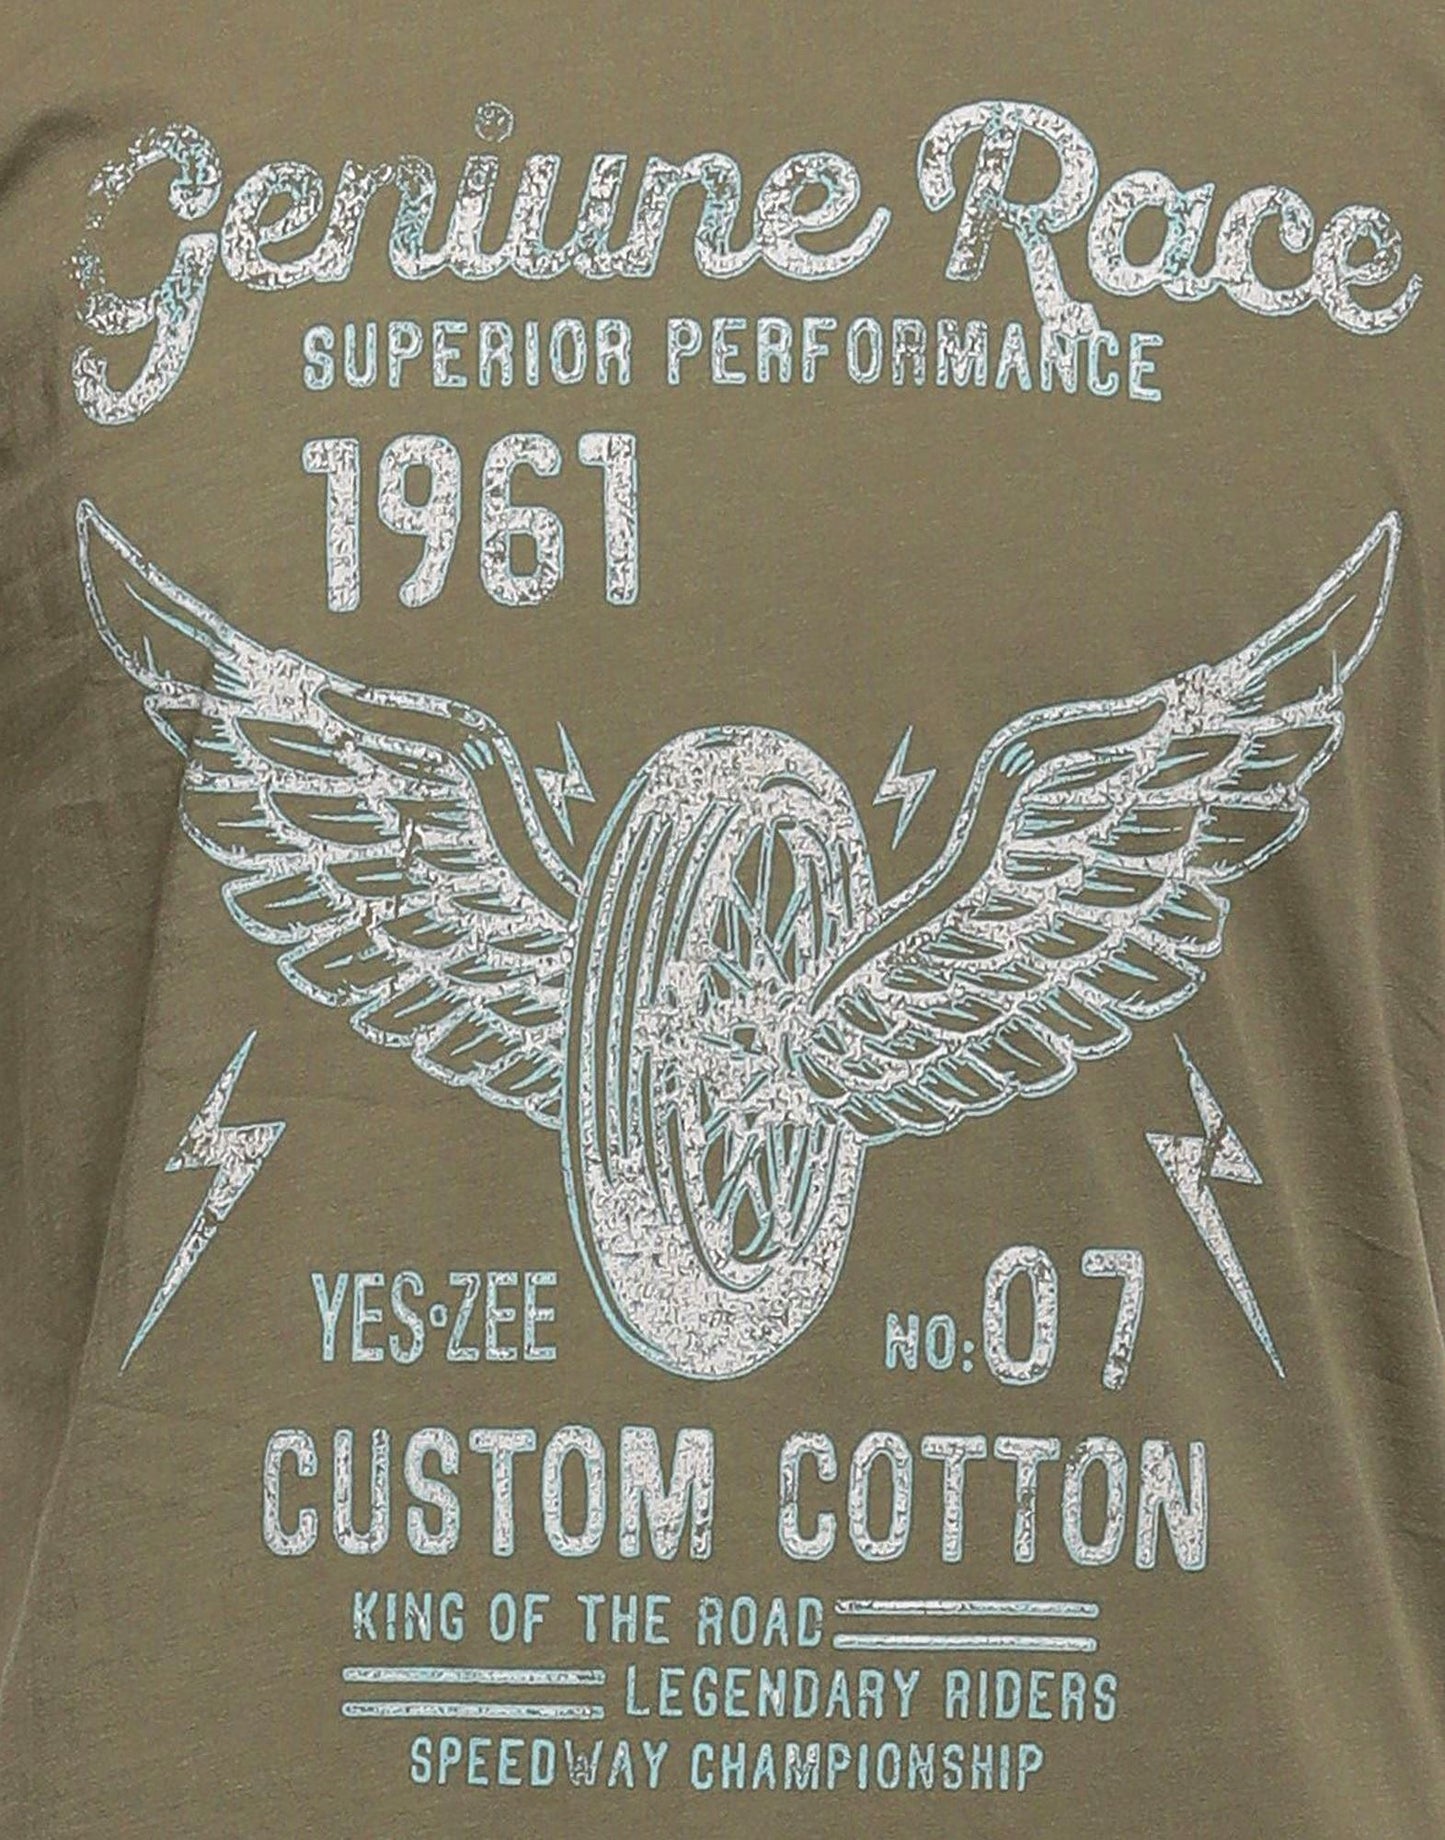 Geniune Race
SUPERIOR PERFORMANCE
1961
YES·ZEE
NO:07
CUSTOM COTTON
KING OF THE ROAD
LEGENDARY RIDERS
SPEEDWAY CHAMPIONSHIP